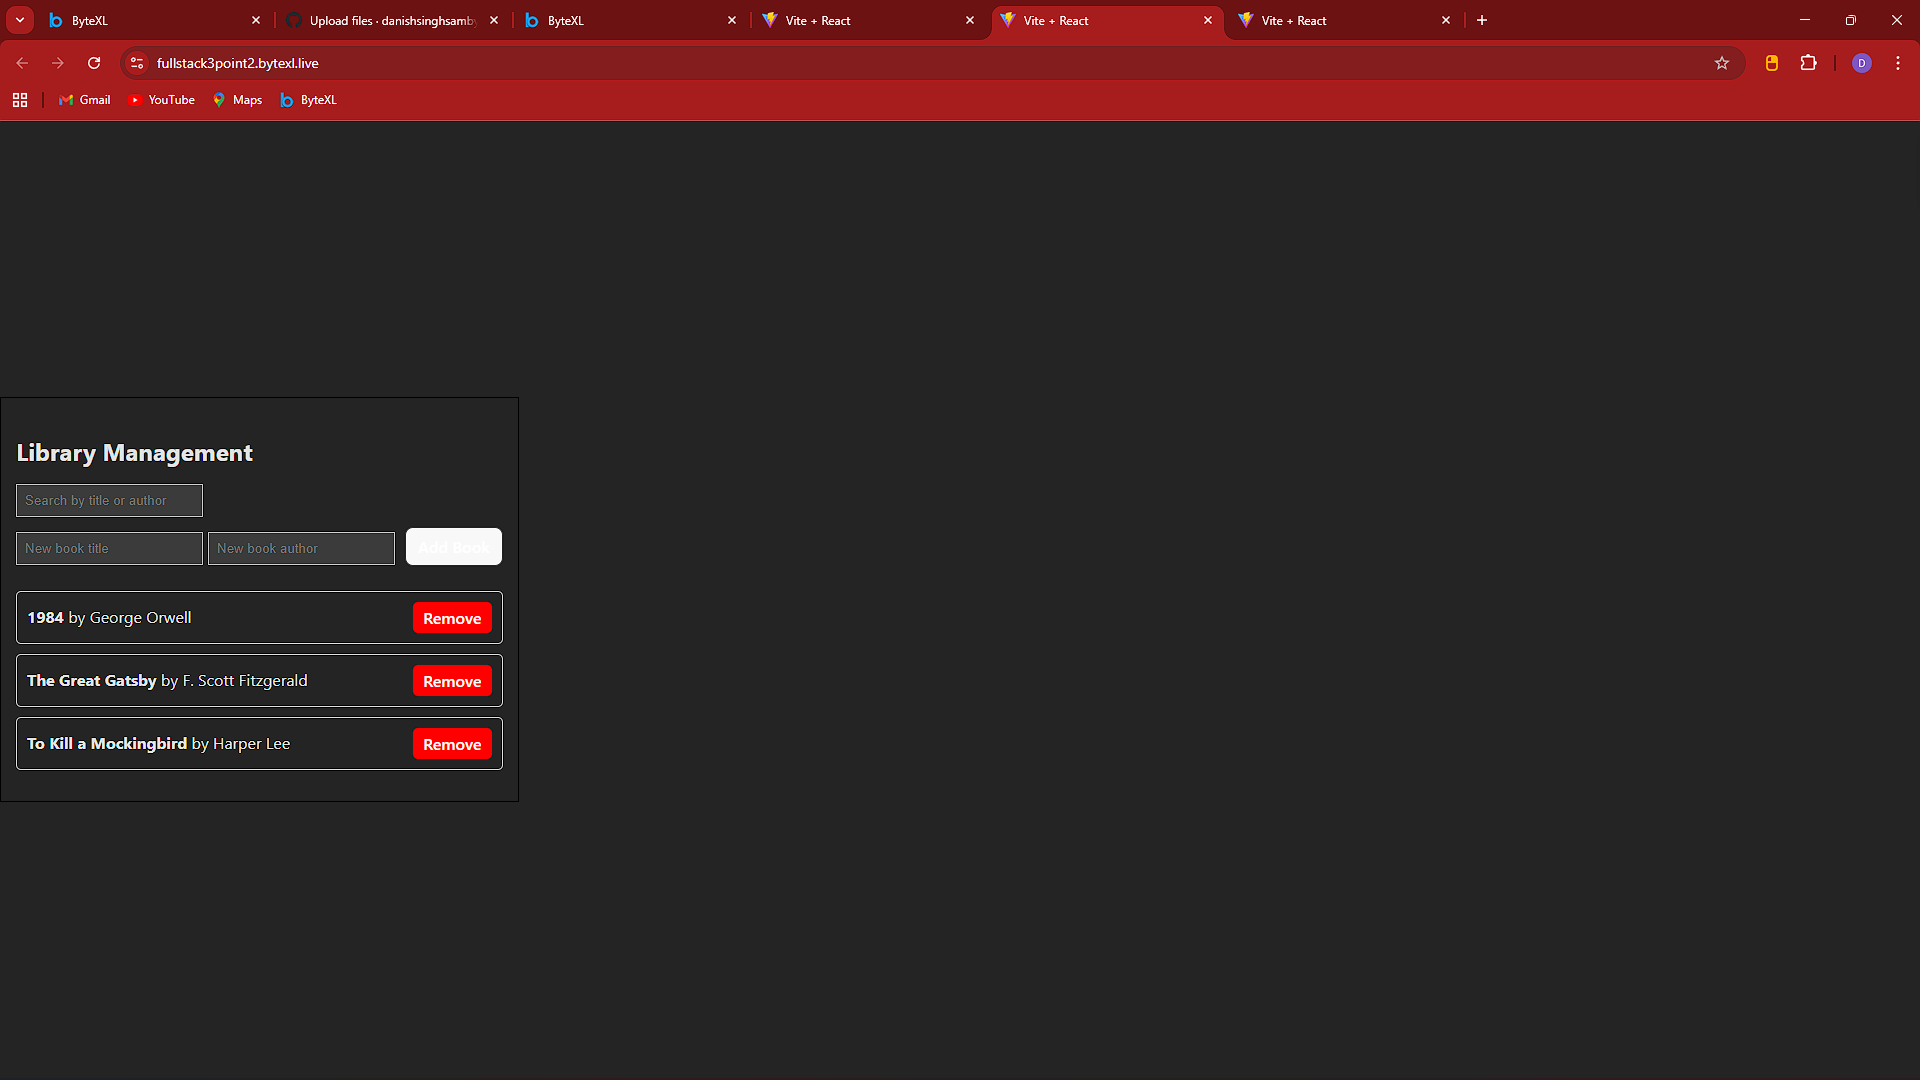 ByteXL
Upload files · danishsinghsamb
ByteXL
Vite + React
Vite + React
Vite + React
fullstack3point2.bytexl.live
D
Gmail
YouTube
Maps
ByteXL
Library Management
Search by title or author
New book title
New book author
Add Book
1984 by George Orwell
Remove
The Great Gatsby by F. Scott Fitzgerald
Remove
To Kill a Mockingbird by Harper Lee
Remove